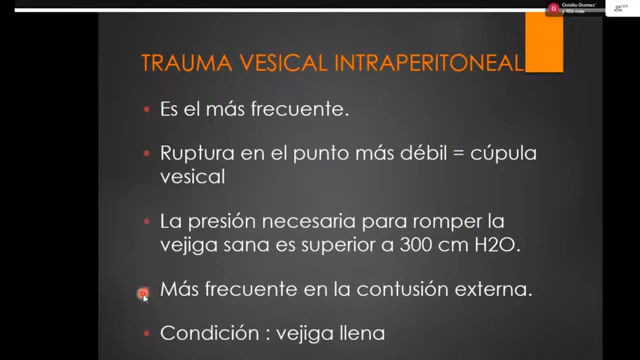 TRAUMA VESICAL INTRAPERITONEAL
Es el más frecuente.
Ruptura en el punto más débil = cúpula
vesical
La presión necesaria para romper la
vejiga sana es superior a 300 cm H2O.
Más frecuente en la contusión externa.
Condición : vejiga llena